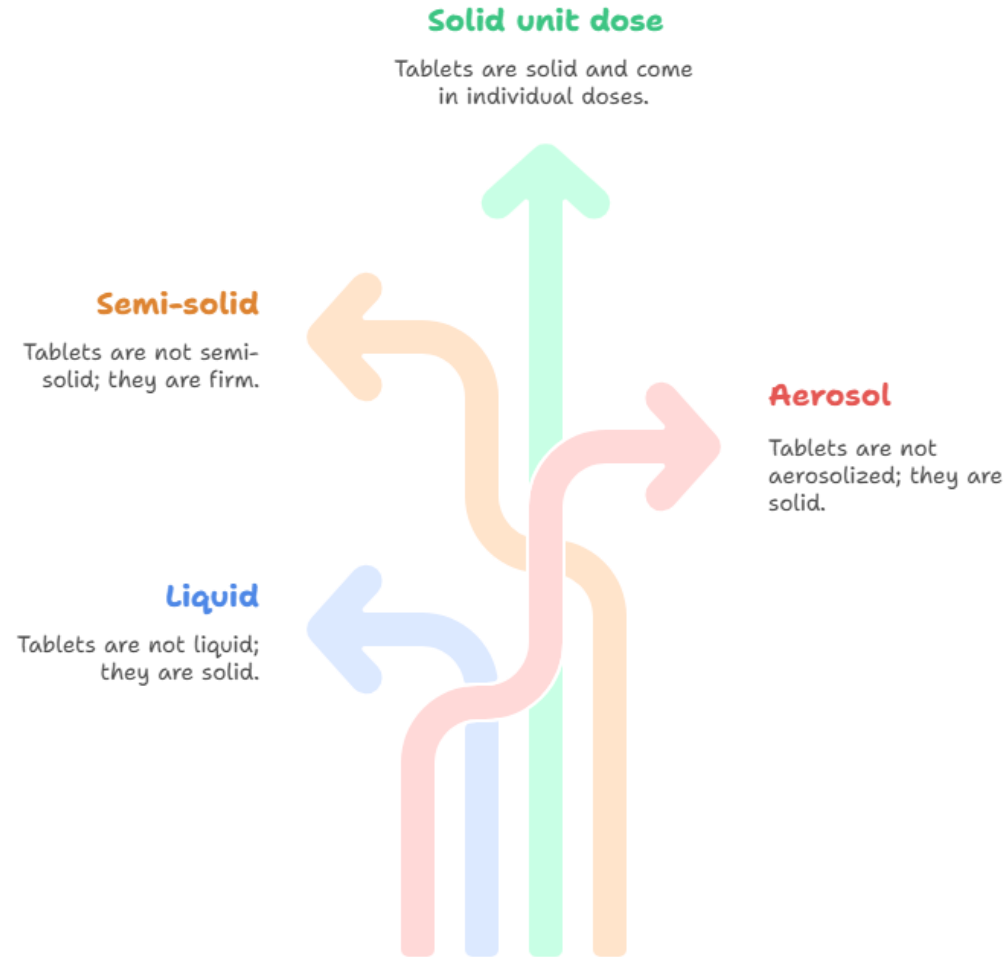 Solid unit dose
Tablets are solid and come
in individual doses.
Semi-solid
Tablets are not semi-
solid; they are firm.
Aerosol
Tablets are not
aerosolized; they are
solid.
Liquid
Tablets are not liquid;
they are solid.